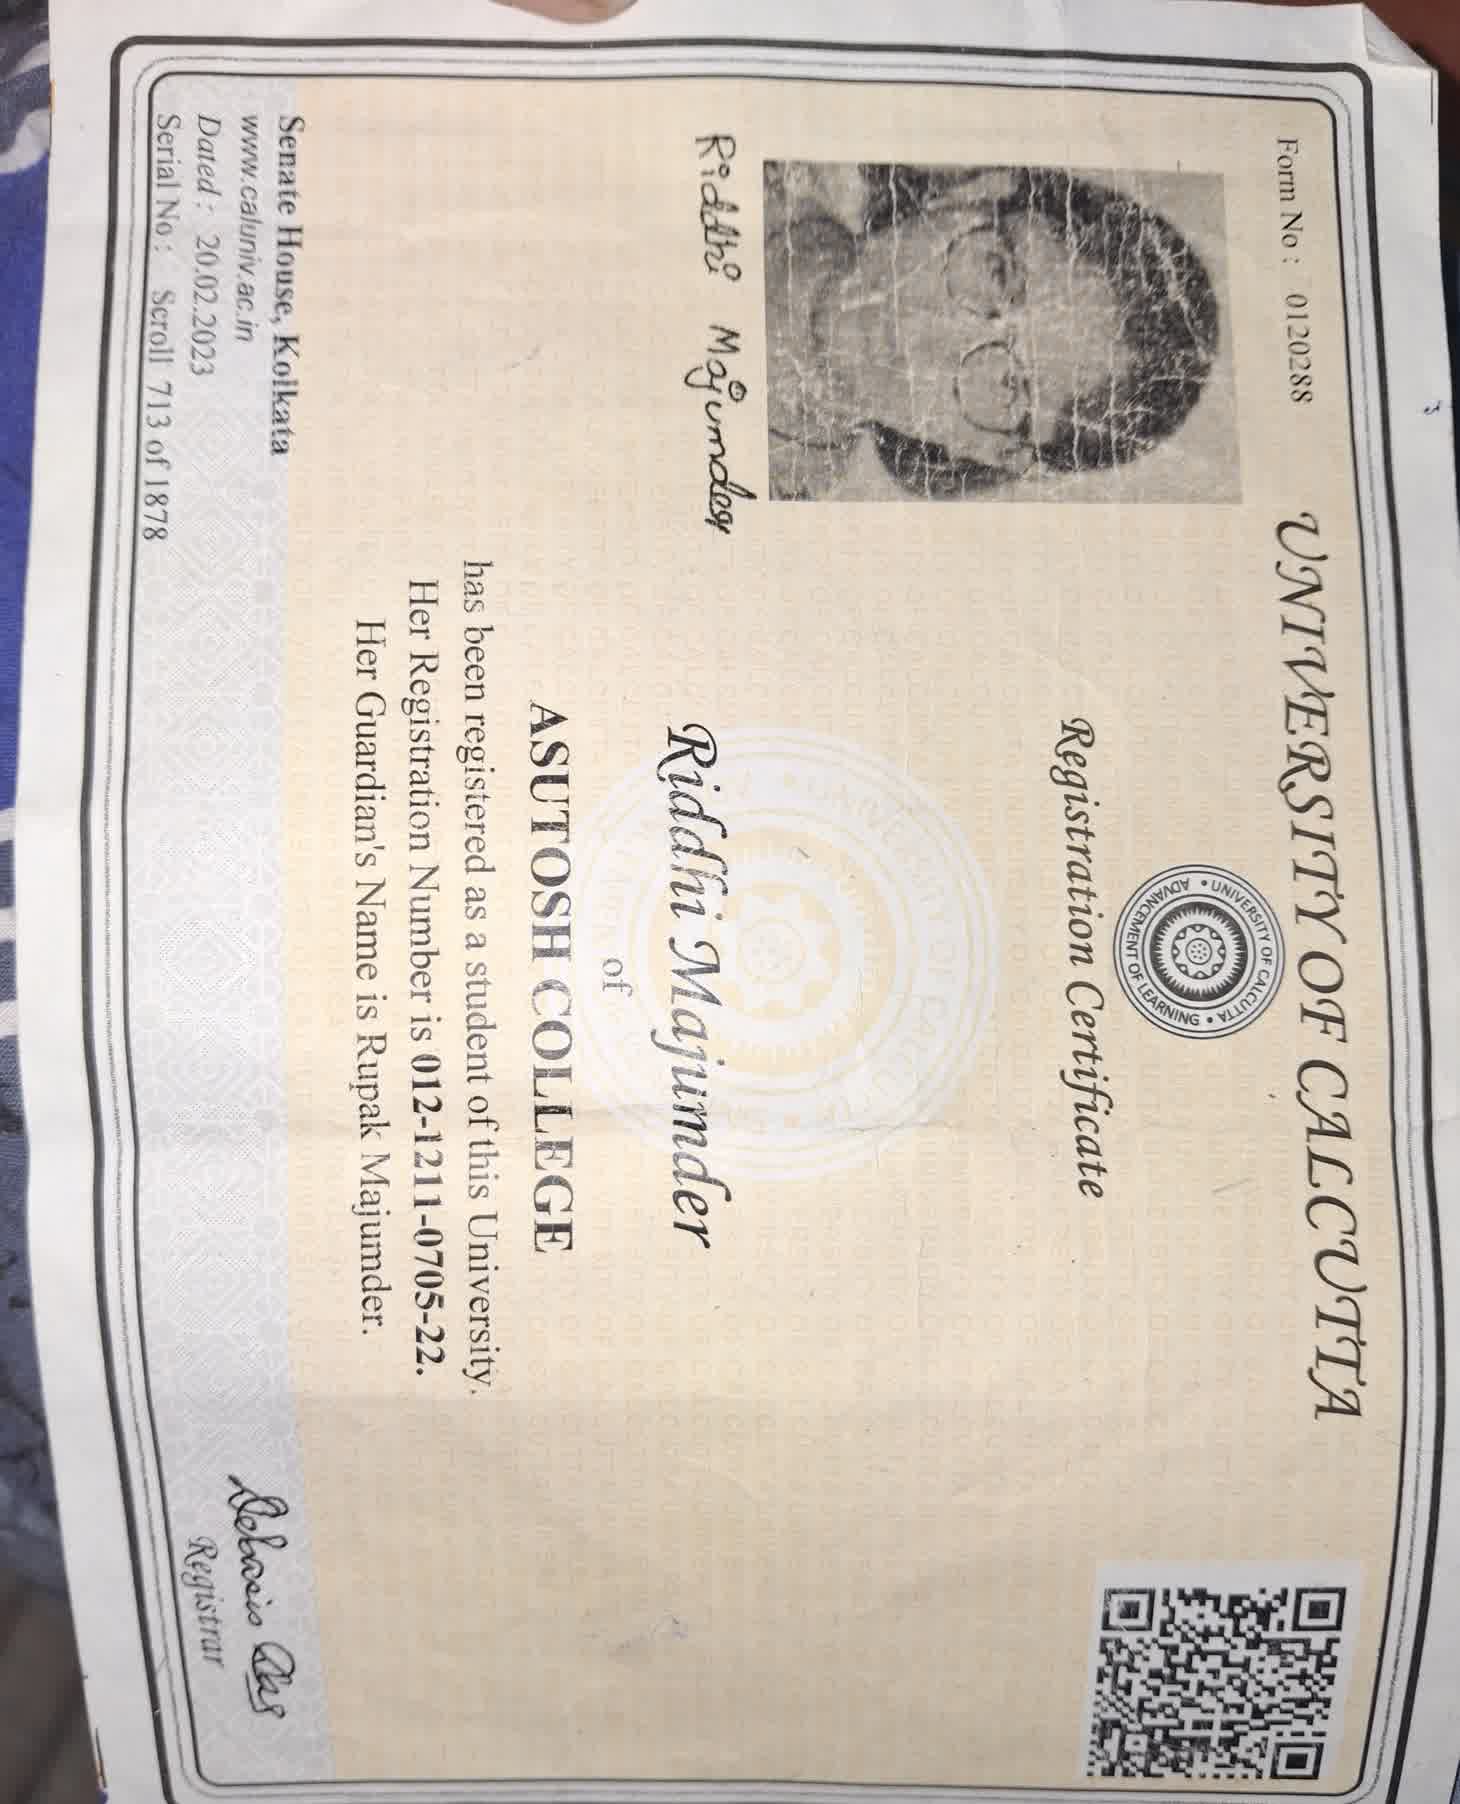 Form No : 0120288
UNIVERSITY OF CALCUTTA
UNIVERSITY OF CALCUTTA • ADVANCEMENT OF LEARNING •
Registration Certificate
Riddhi Majumder
Riddhi Majumder
of
ASUTOSH COLLEGE
has been registered as a student of this University.
Her Registration Number is 012-1211-0705-22.
Her Guardian's Name is Rupak Majumder.
Senate House, Kolkata
www.caluniv.ac.in
Dated : 20.02.2023
Serial No : Scroll 713 of 1878
Debasis Das
Registrar